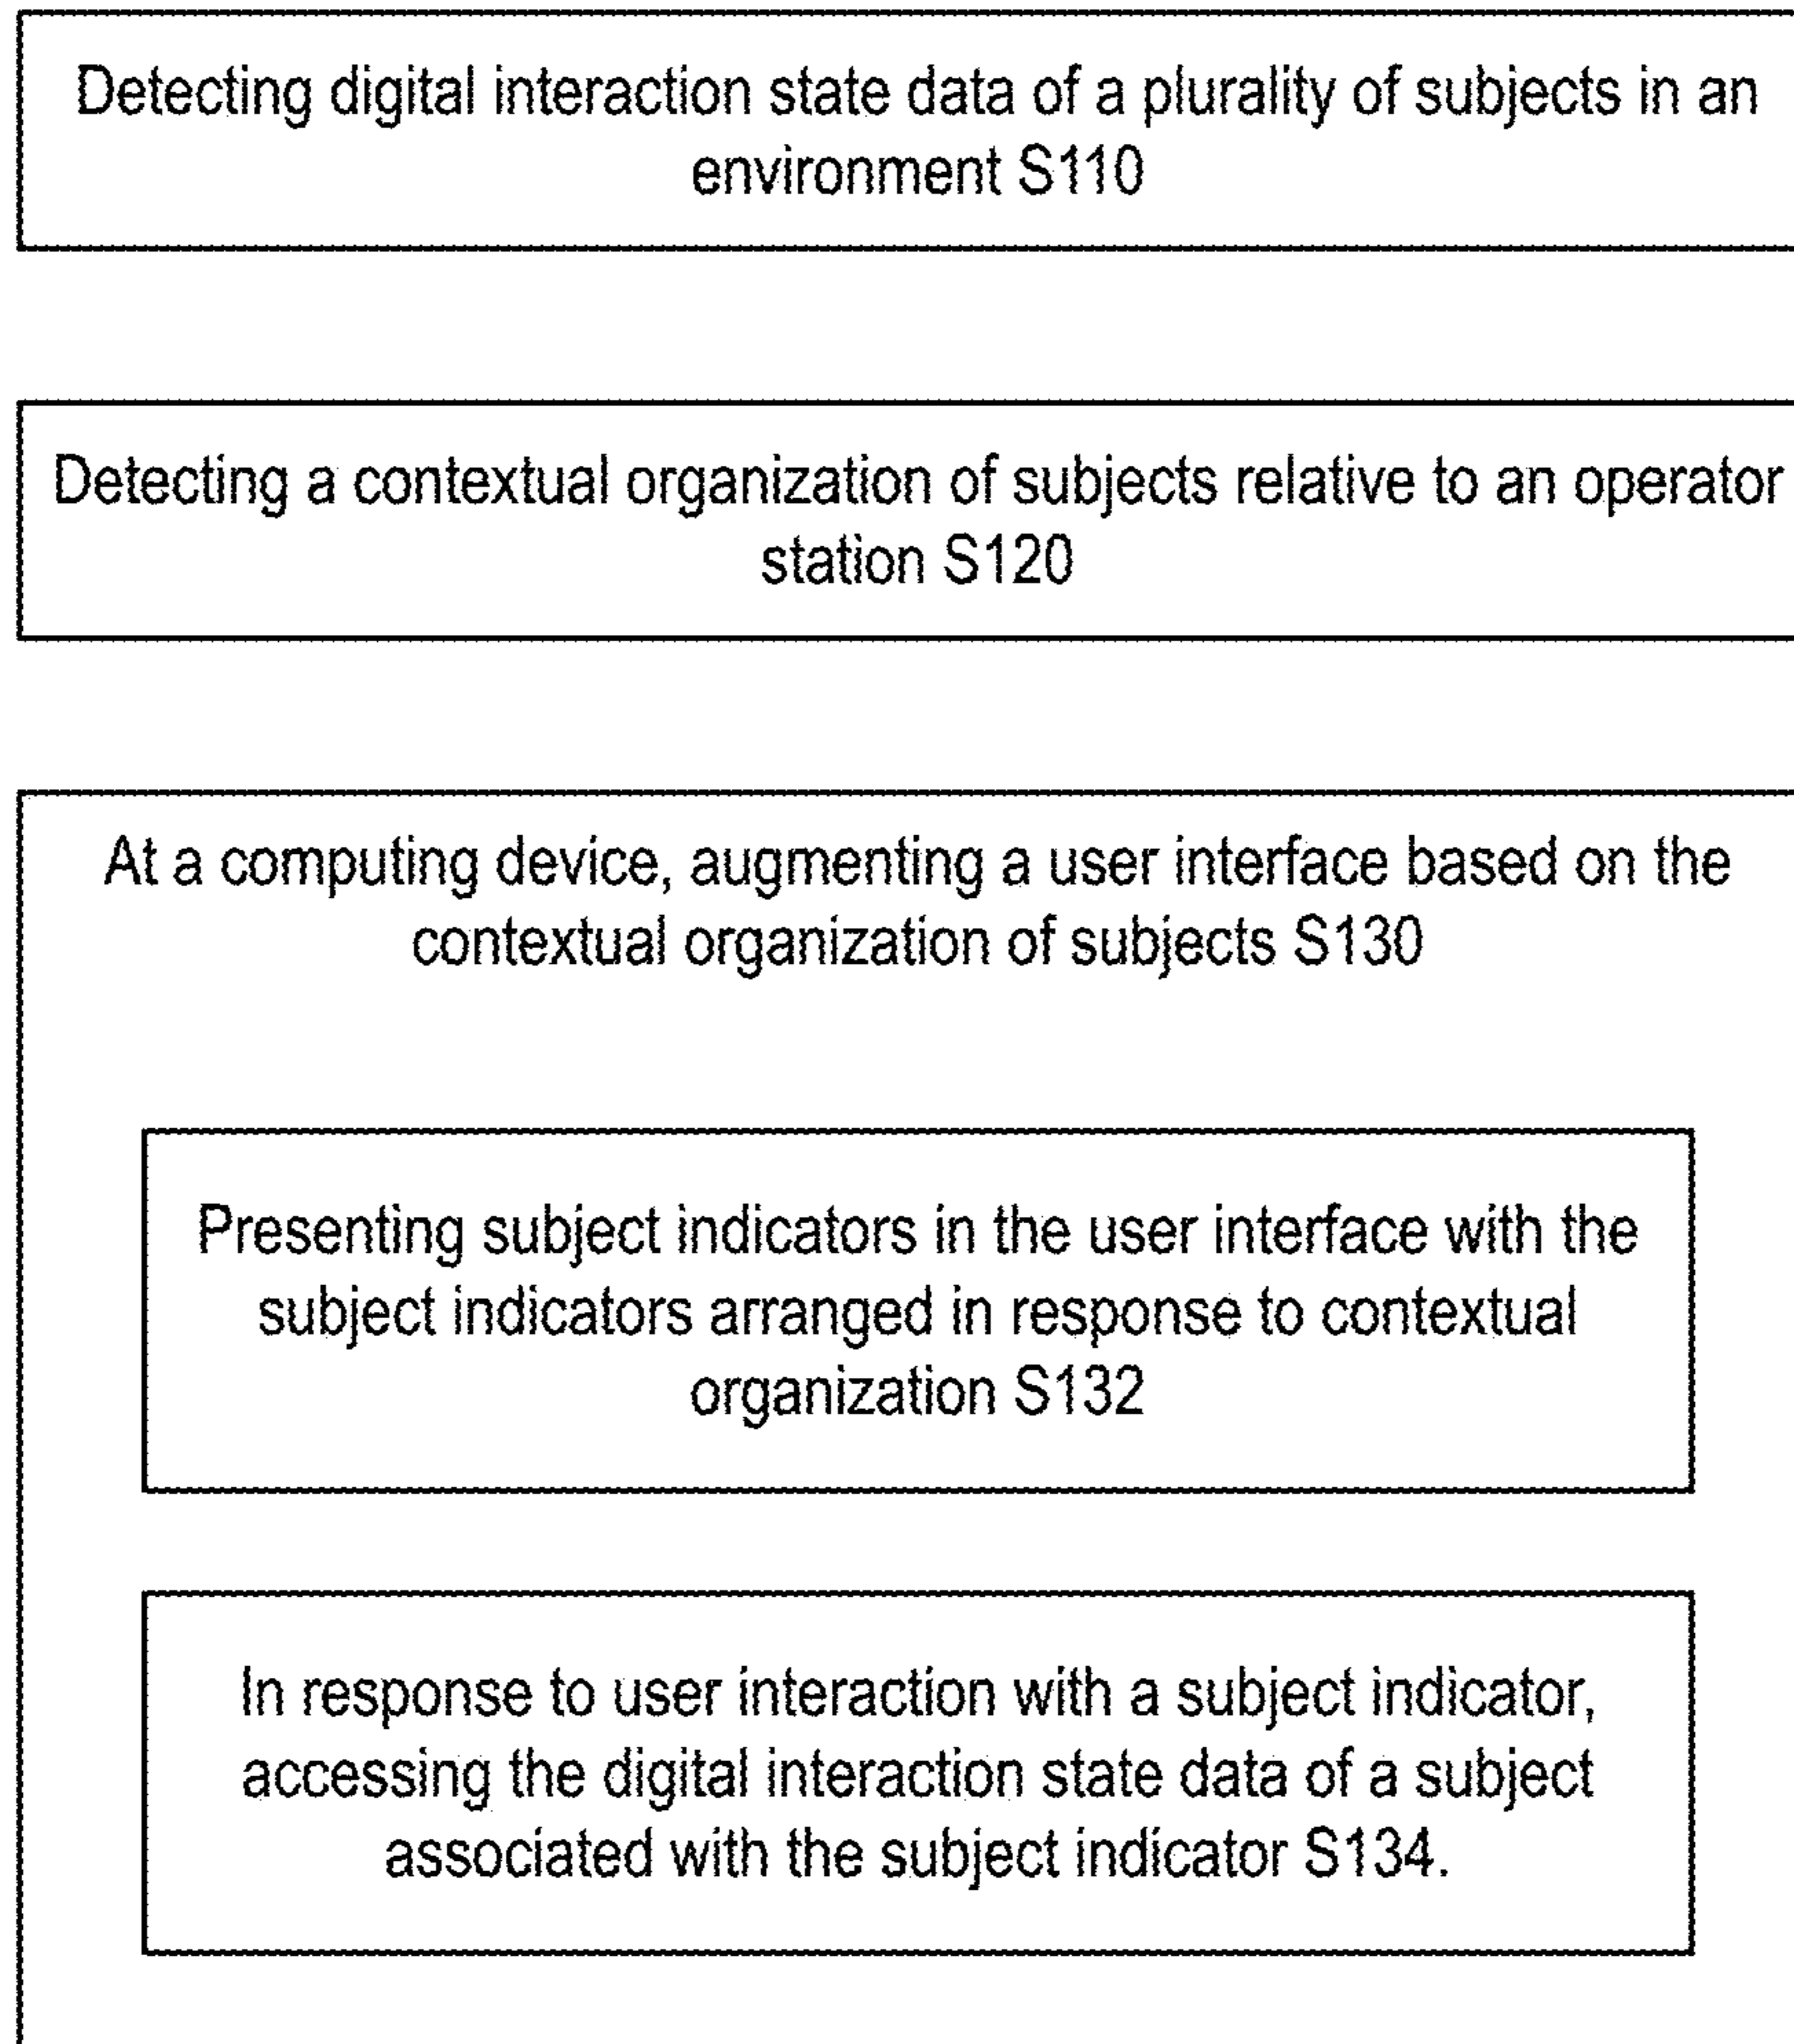 Detecting digital interaction state data of a plurality of subjects in an
environment S110
Detecting a contextual organization of subjects relative to an operator
station S120
At a computing device, augmenting a user interface based on the
contextual organization of subjects S130
Presenting subject indicators in the user interface with the
subject indicators arranged in response to contextual
organization S132
In response to user interaction with a subject indicator,
accessing the digital interaction state data of a subject
associated with the subject indicator S134.